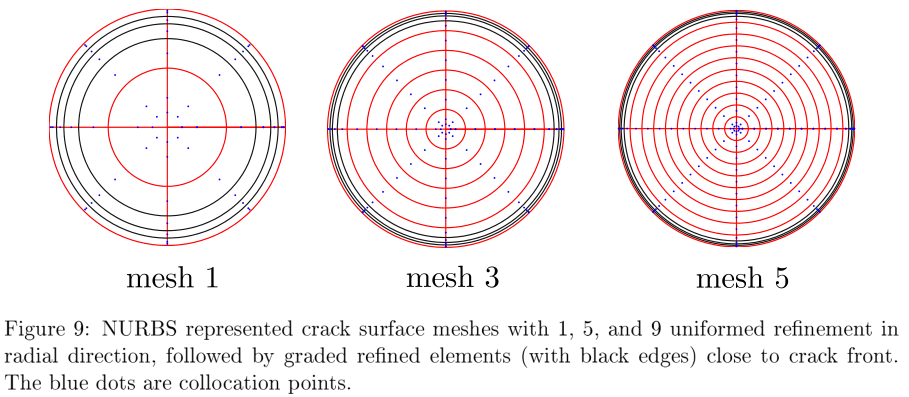 mesh 1
mesh 3
mesh 5
Figure 9: NURBS represented crack surface meshes with 1, 5, and 9 uniformed refinement in
radial direction, followed by graded refined elements (with black edges) close to crack front.
The blue dots are collocation points.